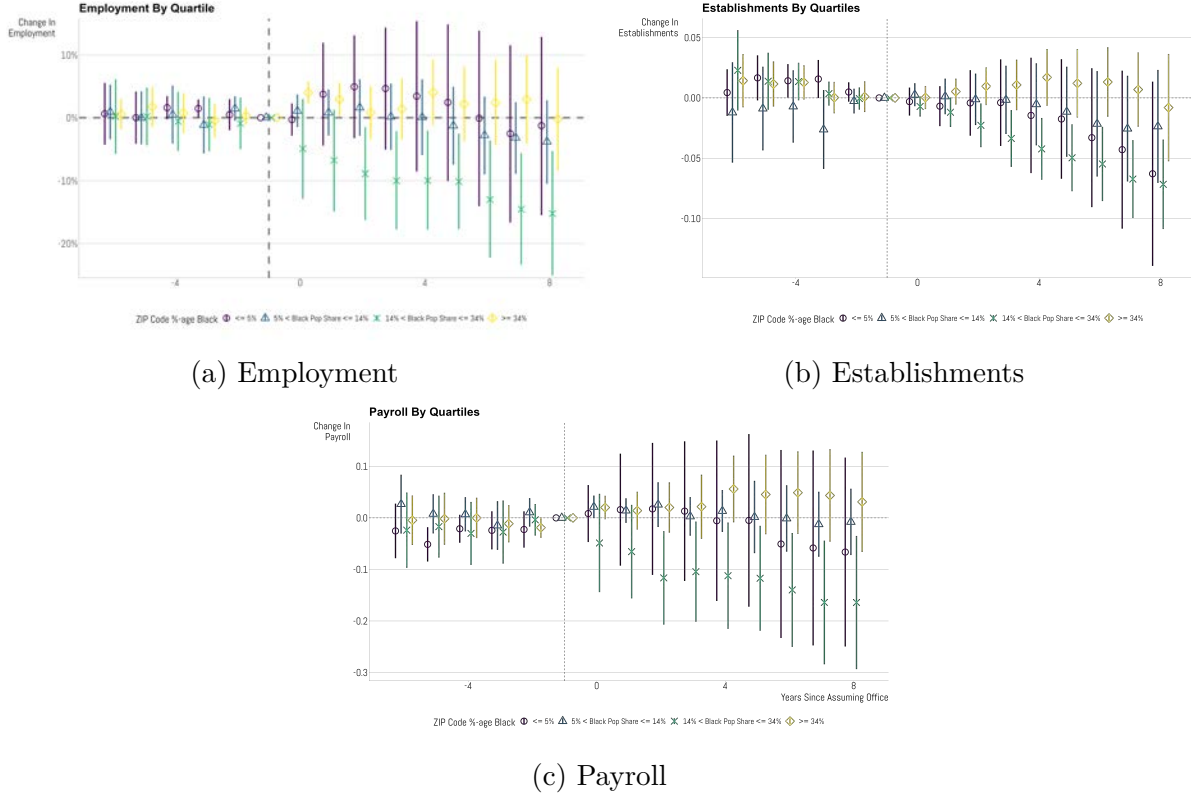 Employment By Quartile
Change In
Employment
10%
0%
-10%
-20%
-4 0 4 8
ZIP Code %-age Black <= 5% 5% < Black Pop Share <= 14% 14% < Black Pop Share <= 34% >= 34%
(a) Employment
Establishments By Quartiles
Change In
Establishments
0.05
0.00
-0.05
-0.10
-4 0 4 8
ZIP Code %-age Black <= 5% 5% < Black Pop Share <= 14% 14% < Black Pop Share <= 34% >= 34%
(b) Establishments
Payroll By Quartiles
Change In
Payroll
0.1
0.0
-0.1
-0.2
-0.3
-4 0 4 8
Years Since Assuming Office
ZIP Code %-age Black <= 5% 5% < Black Pop Share <= 14% 14% < Black Pop Share <= 34% >= 34%
(c) Payroll